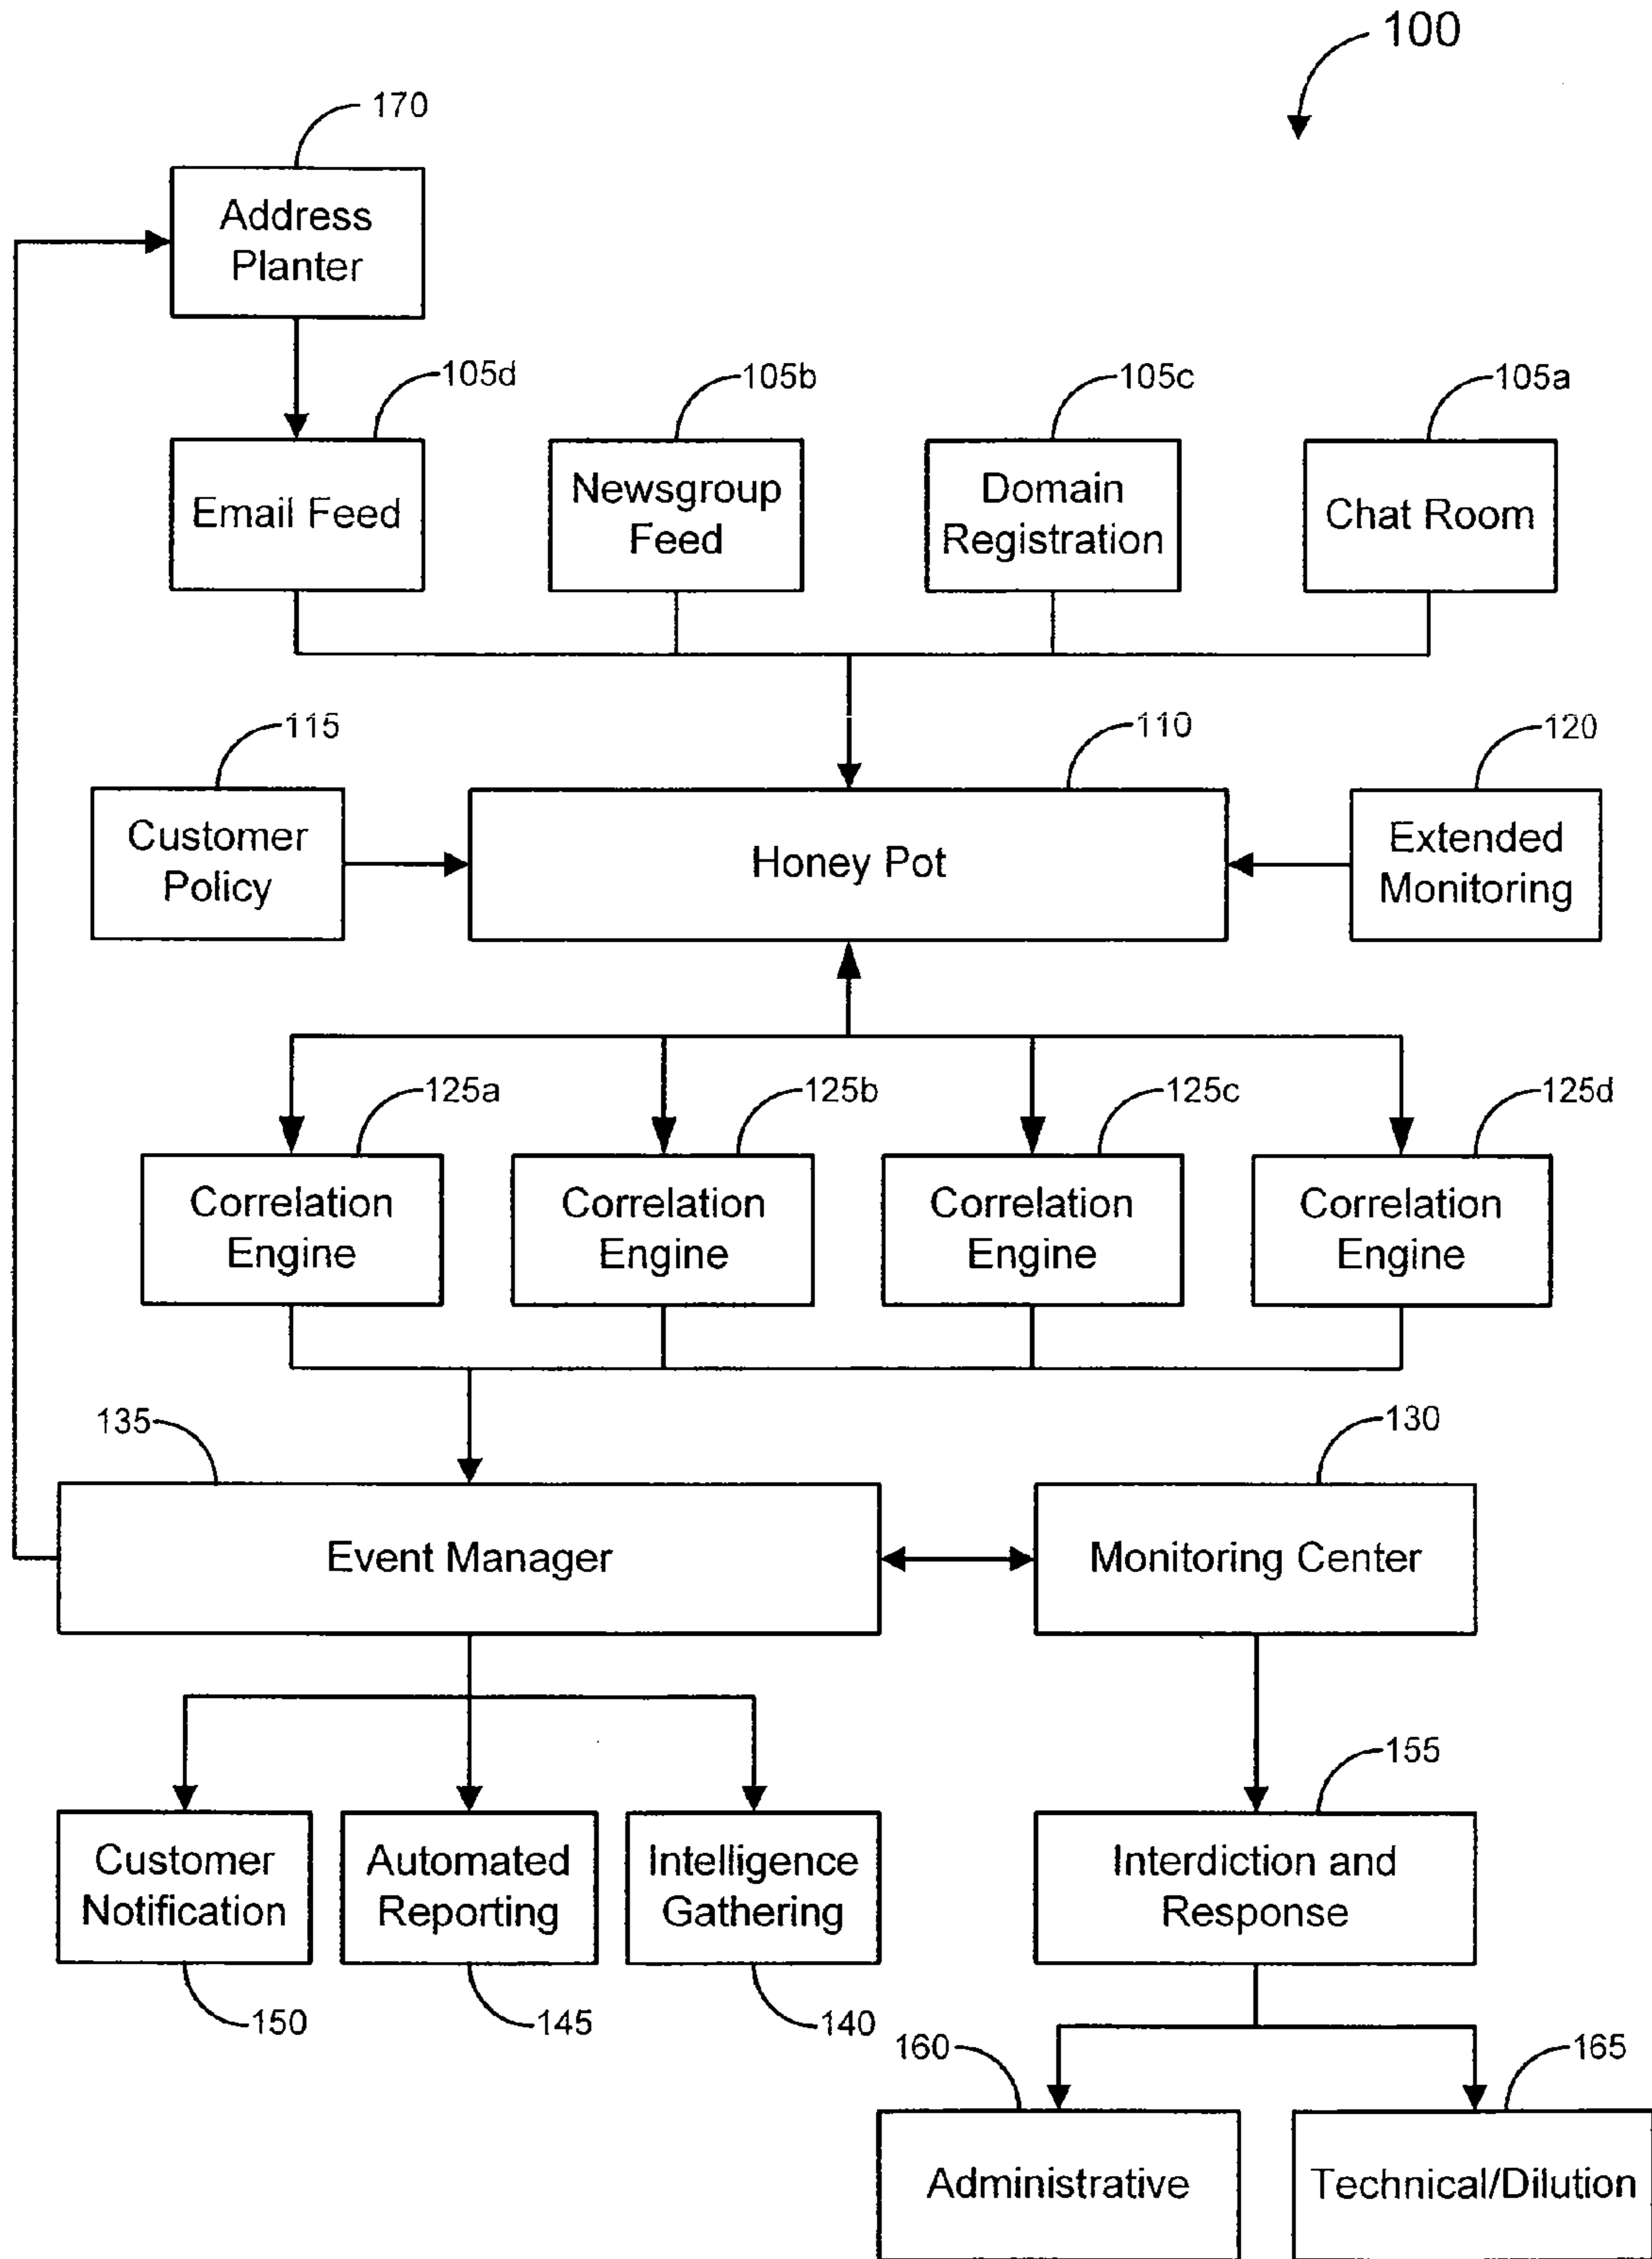 100
170
Address
Planter
105d
105b
105c
105a
Email Feed
Newsgroup
Feed
Domain
Registration
Chat Room
115
110
120
Customer
Policy
Honey Pot
Extended
Monitoring
125a
125b
125c
125d
Correlation
Engine
Correlation
Engine
Correlation
Engine
Correlation
Engine
135
130
Event Manager
Monitoring Center
155
Customer
Notification
Automated
Reporting
Intelligence
Gathering
Interdiction and
Response
150
145
140
160
165
Administrative
Technical/Dilution